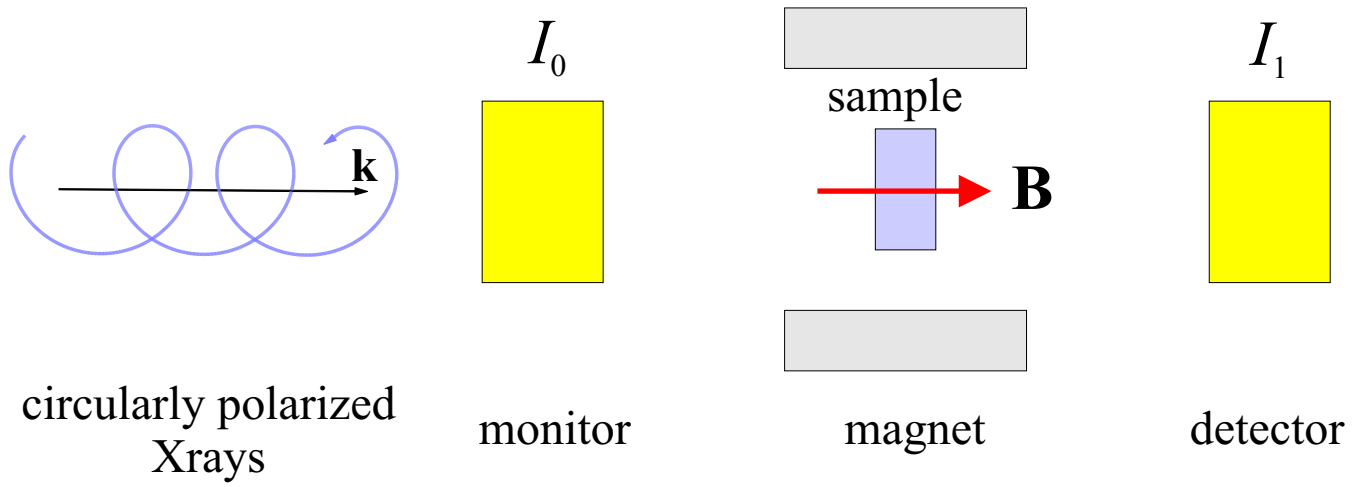 I₀
I₁
sample
k
B
circularly polarized
Xrays
monitor
magnet
detector